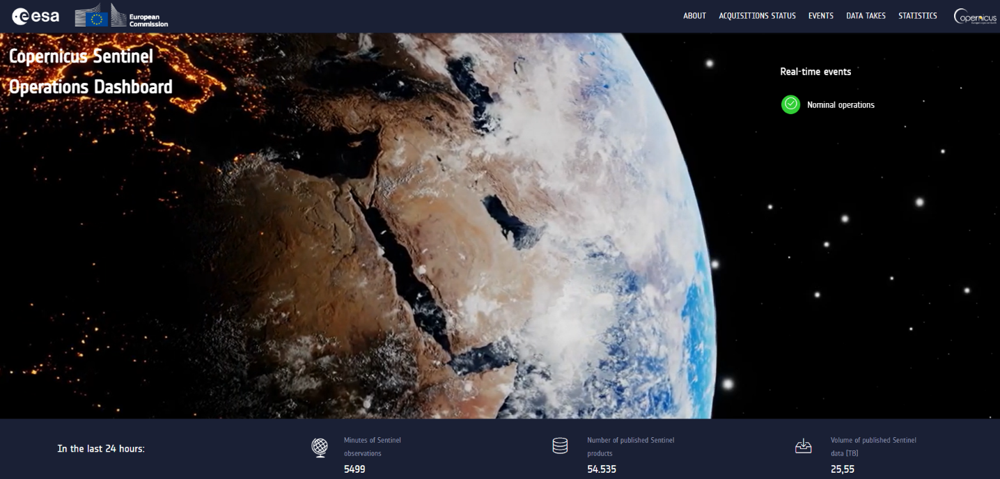 esa
European
Commission
ABOUT
ACQUISITIONS STATUS
EVENTS
DATA TAKES
STATISTICS
opernicus
Copernicus Sentinel
Operations Dashboard
Real-time events
Nominal operations
In the last 24 hours:
Minutes of Sentinel
observations
5499
Number of published Sentinel
products
54.535
Volume of published Sentinel
data [TB]
25,55